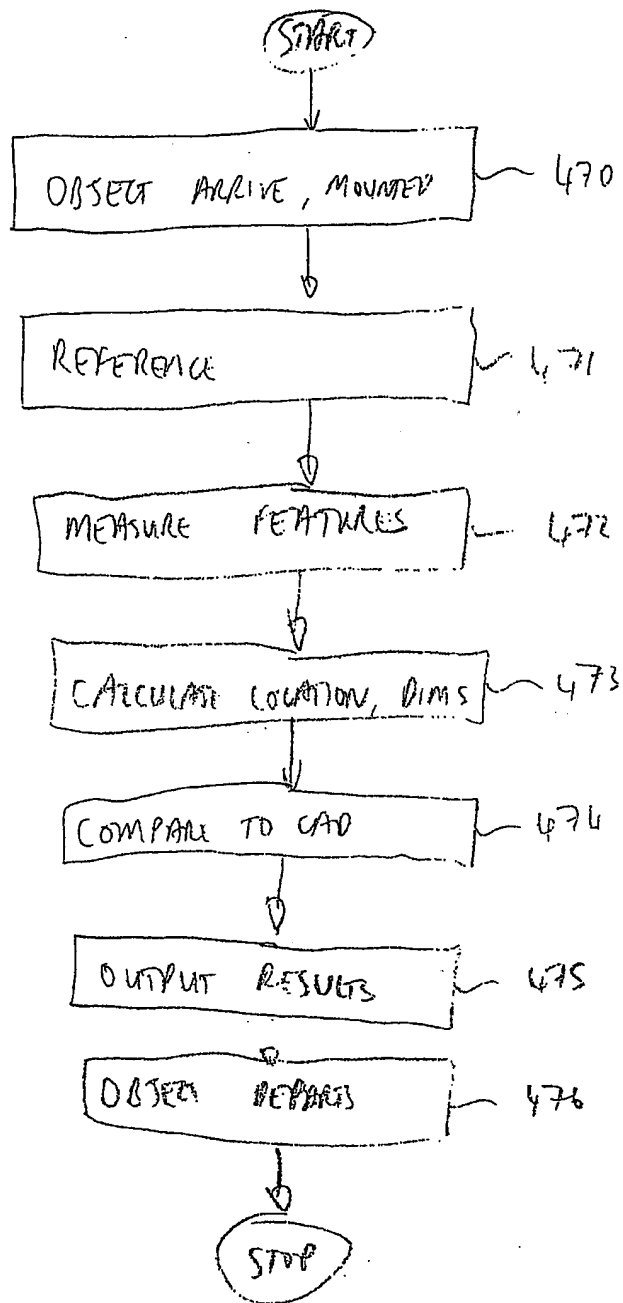 START
OBJECT ARRIVE, MOUNTED 470
REFERENCE 471
MEASURE FEATURES 472
CALCULATE LOCATION, DIMS 473
COMPARE TO CAD 474
OUTPUT RESULTS 475
OBJECT DEPARTS 476
STOP